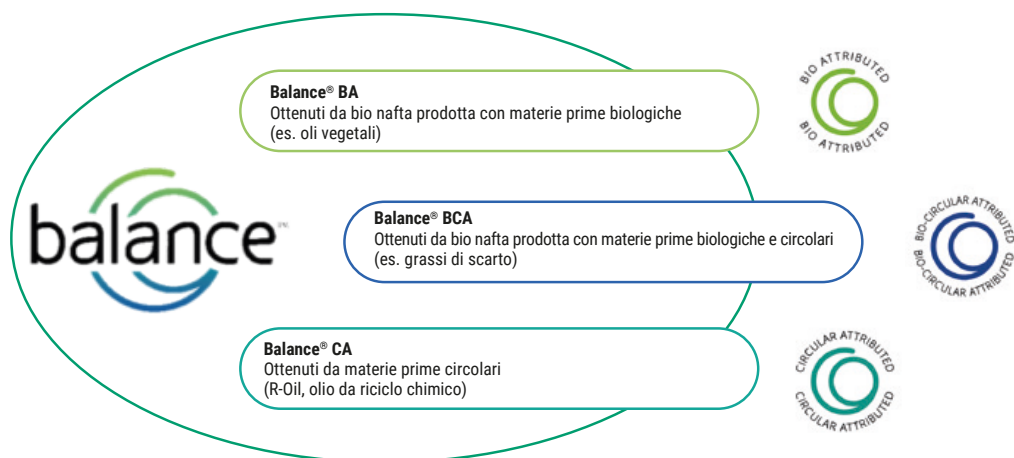 Balance® BA
Ottenuti da bio nafta prodotta con materie prime biologiche
(es. oli vegetali)
BIO ATTRIBUTED
BIO ATTRIBUTED
balance
Balance® BCA
Ottenuti da bio nafta prodotta con materie prime biologiche e circolari
(es. grassi di scarto)
BIO-CIRCULAR ATTRIBUTED
BIO-CIRCULAR ATTRIBUTED
Balance® CA
Ottenuti da materie prime circolari
(R-Oil, olio da riciclo chimico)
CIRCULAR ATTRIBUTED
CIRCULAR ATTRIBUTED